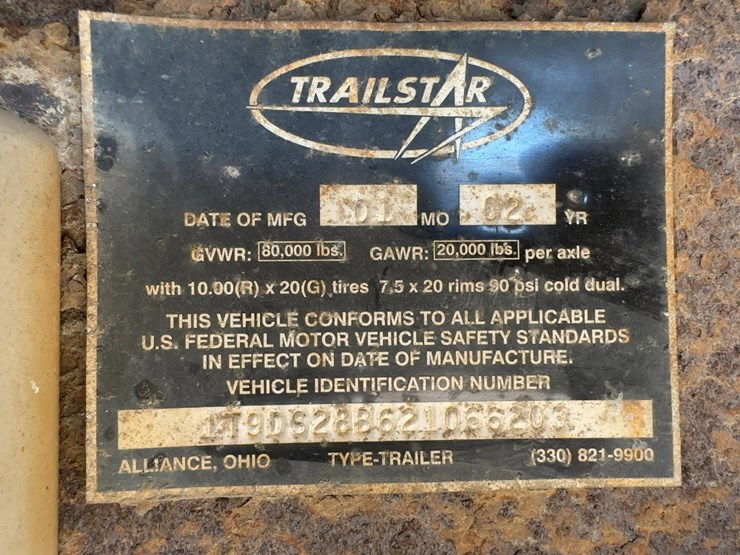 TRAILSTAR
DATE OF MFG 01 MO 02 YR
GVWR: 80,000 lbs. GAWR: 20,000 lbs. per axle
with 10.00(R) x 20(G) tires 7.5 x 20 rims 90 psi cold dual.
THIS VEHICLE CONFORMS TO ALL APPLICABLE
U.S. FEDERAL MOTOR VEHICLE SAFETY STANDARDS
IN EFFECT ON DATE OF MANUFACTURE.
VEHICLE IDENTIFICATION NUMBER
1T9DS28B621066203
ALLIANCE, OHIO TYPE-TRAILER (330) 821-9900